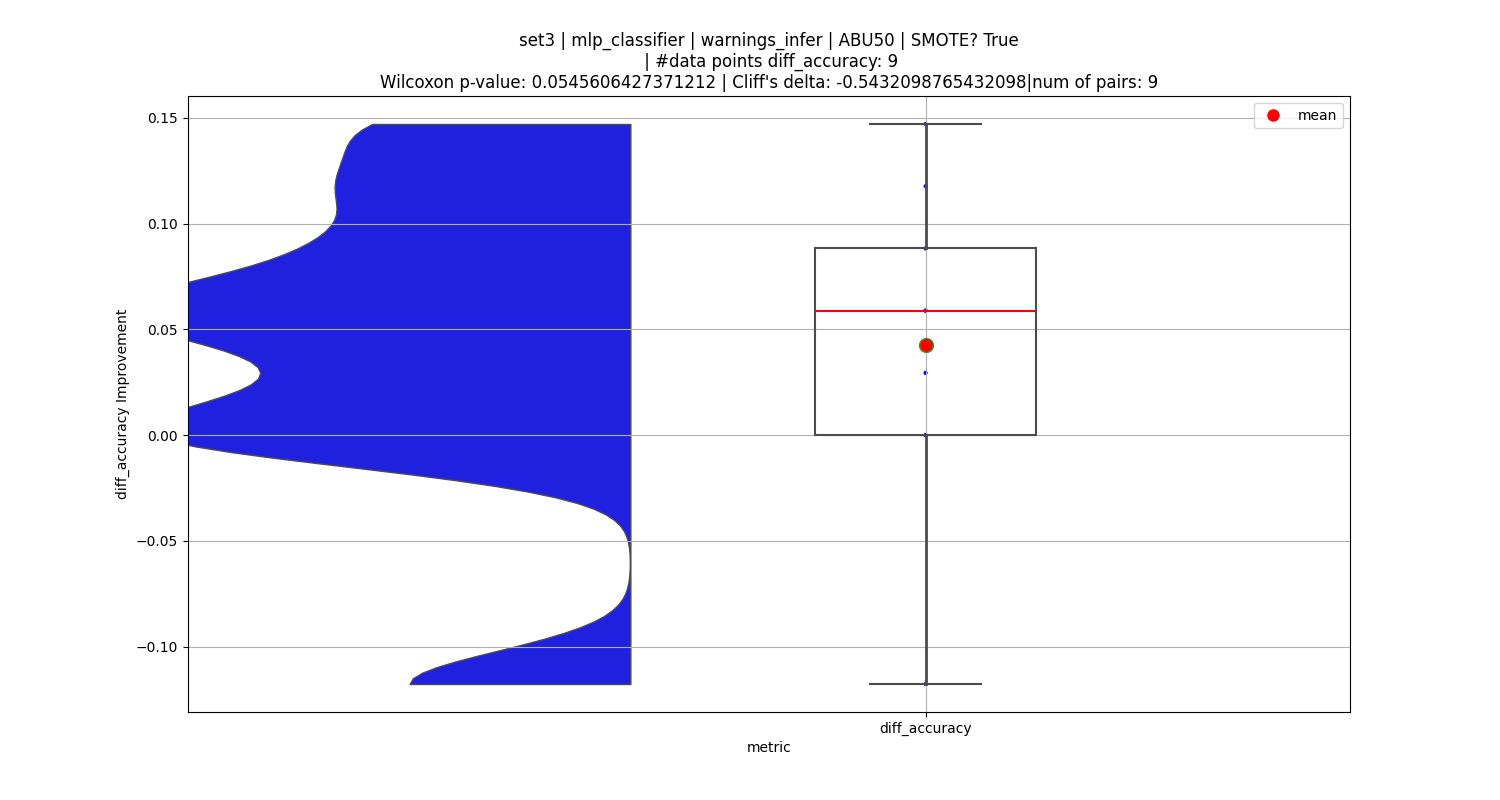 set3 | mlp_classifier | warnings_infer | ABU50 | SMOTE? True
| #data points diff_accuracy: 9
Wilcoxon p-value: 0.0545606427371212 | Cliff's delta: -0.5432098765432098|num of pairs: 9
mean
0.15
0.10
0.05
0.00
−0.05
−0.10
diff_accuracy Improvement
diff_accuracy
metric